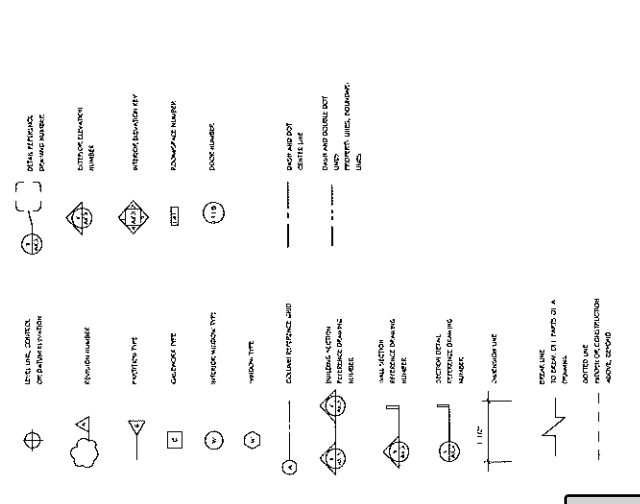 LEVEL LINE, CONTROL
OR DATUM ELEVATION
REVISION NUMBER
PARTITION TYPE
CASEWORK TYPE
INTERIOR WINDOW TYPE
WINDOW TYPE
COLUMN REFERENCE GRID
BUILDING SECTION
REFERENCE DRAWING
NUMBER
WALL SECTION
REFERENCE DRAWING
NUMBER
SECTION DETAIL
REFERENCE DRAWING
NUMBER
DIMENSION LINE
BREAK LINE
TO BREAK OFF PARTS OF A
DRAWING
DOTTED LINE
HIDDEN OR, CONSTRUCTION
ABOVE, BEYOND
DETAIL REFERENCE,
DRAWING NUMBER,
EXTERIOR ELEVATION
NUMBER
INTERIOR ELEVATION KEY
ROOM/SPACE NUMBER
DOOR NUMBER
DASH AND DOT
CENTER LINE
DASH AND DOUBLE DOT
LINES
PROPERTY LINES, BOUNDARY
LINES